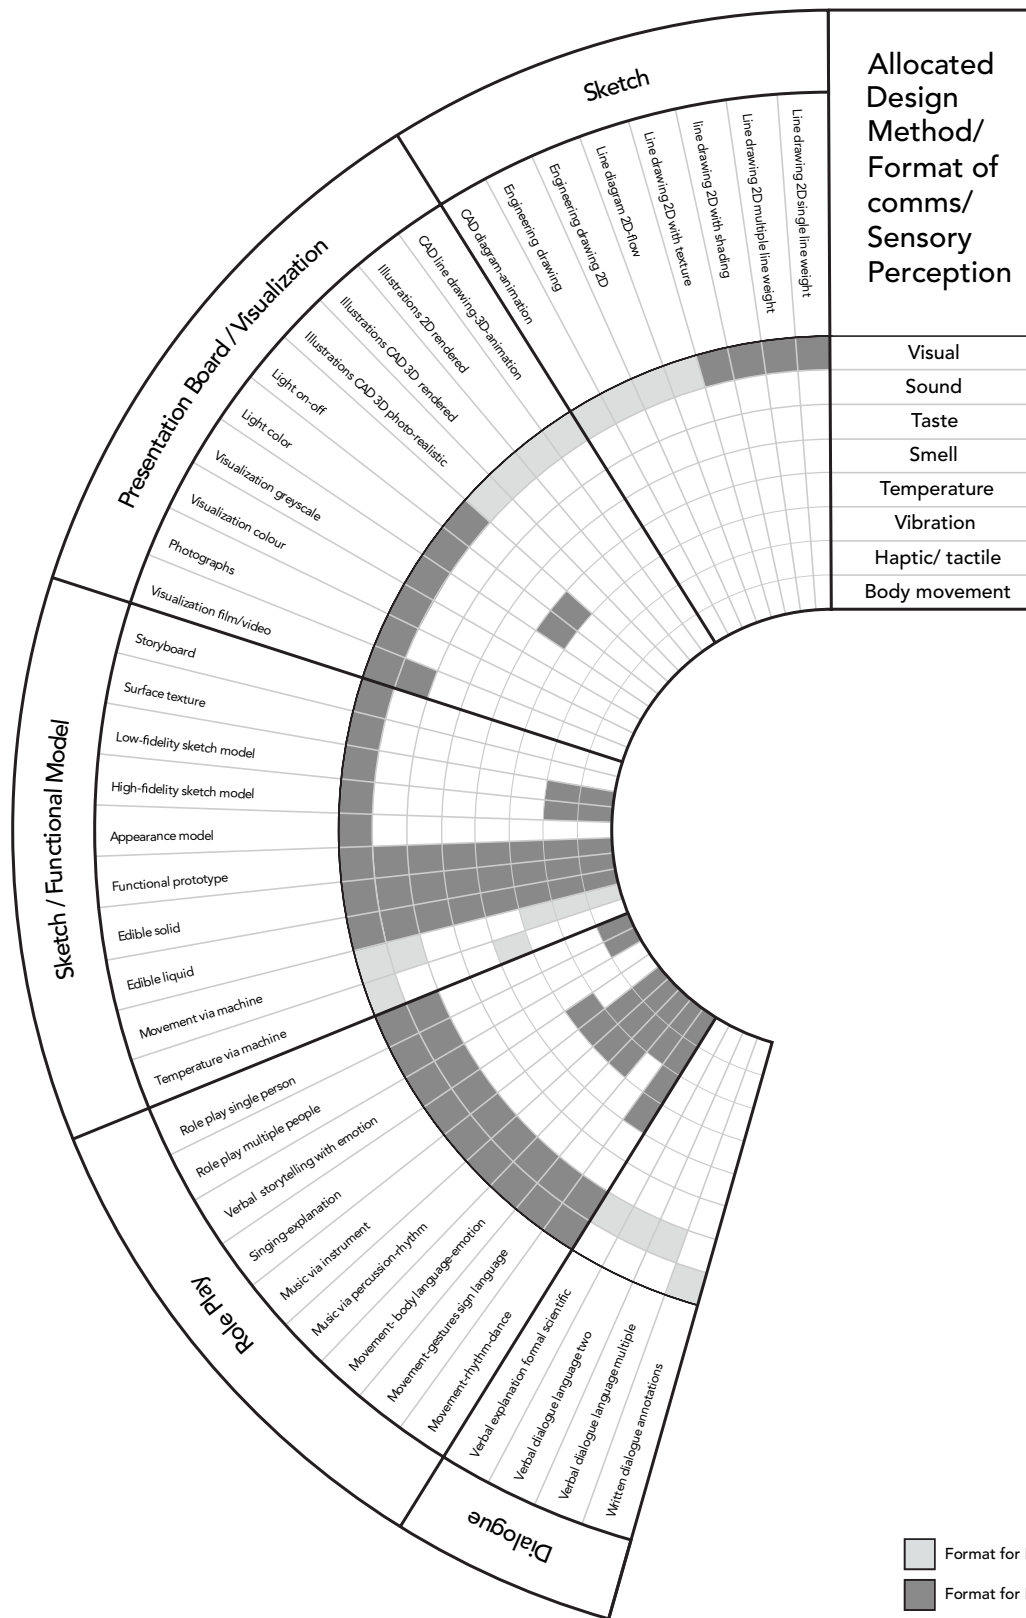 Allocated
Design
Method/
Format of
comms/
Sensory
Perception
Visual
Sound
Taste
Smell
Temperature
Vibration
Haptic/ tactile
Body movement
Sketch
Line drawing 2D single line weight
Line drawing 2D multiple line weight
line drawing 2D with shading
Line drawing 2D with texture
Line diagram 2D-flow
Engineering drawing 2D
Engineering drawing
CAD diagram-animation
Presentation Board / Visualization
CAD line drawing-3D-animation
Illustrations 2D rendered
Illustrations CAD 3D rendered
Illustrations CAD 3D photo-realistic
Light on-off
Light color
Visualization greyscale
Visualization colour
Photographs
Visualization film/video
Sketch / Functional Model
Storyboard
Surface texture
Low-fidelity sketch model
High-fidelity sketch model
Appearance model
Functional prototype
Edible solid
Edible liquid
Movement via machine
Temperature via machine
Role Play
Role play single person
Role play multiple people
Verbal storytelling with emotion
Singing-explanation
Music via instrument
Music via percussion-rhythm
Movement- body language-emotion
Movement-gestures sign language
Movement-rhythm-dance
Dialogue
Verbal explanation formal scientific
Verbal dialogue language two
Verbal dialogue language multiple
Written dialogue annotations
Format for
Format for